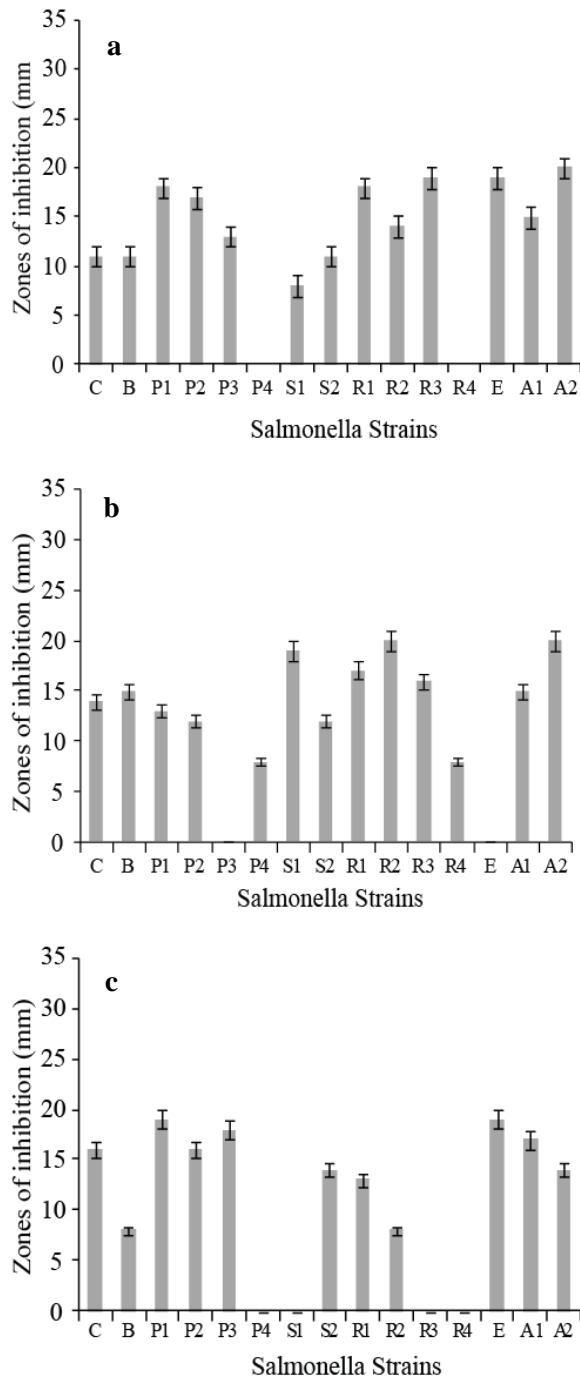 a
Zones of inhibition (mm
35
30
25
20
15
10
5
0
C B P1 P2 P3 P4 S1 S2 R1 R2 R3 R4 E A1 A2
Salmonella Strains
b
Zones of inhibition (mm)
35
30
25
20
15
10
5
0
C B P1 P2 P3 P4 S1 S2 R1 R2 R3 R4 E A1 A2
Salmonella Strains
c
Zones of inhibition (mm)
35
30
25
20
15
10
5
0
C B P1 P2 P3 P4 S1 S2 R1 R2 R3 R4 E A1 A2
Salmonella Strains